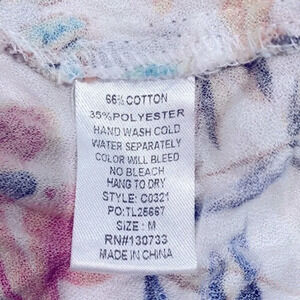 66% COTTON
35% POLYESTER
HAND WASH COLD
WATER SEPARATELY
COLOR WILL BLEED
NO BLEACH
HANG TO DRY
STYLE: C0321
PO:TL25667
SIZE : M
RN#130733
MADE IN CHINA